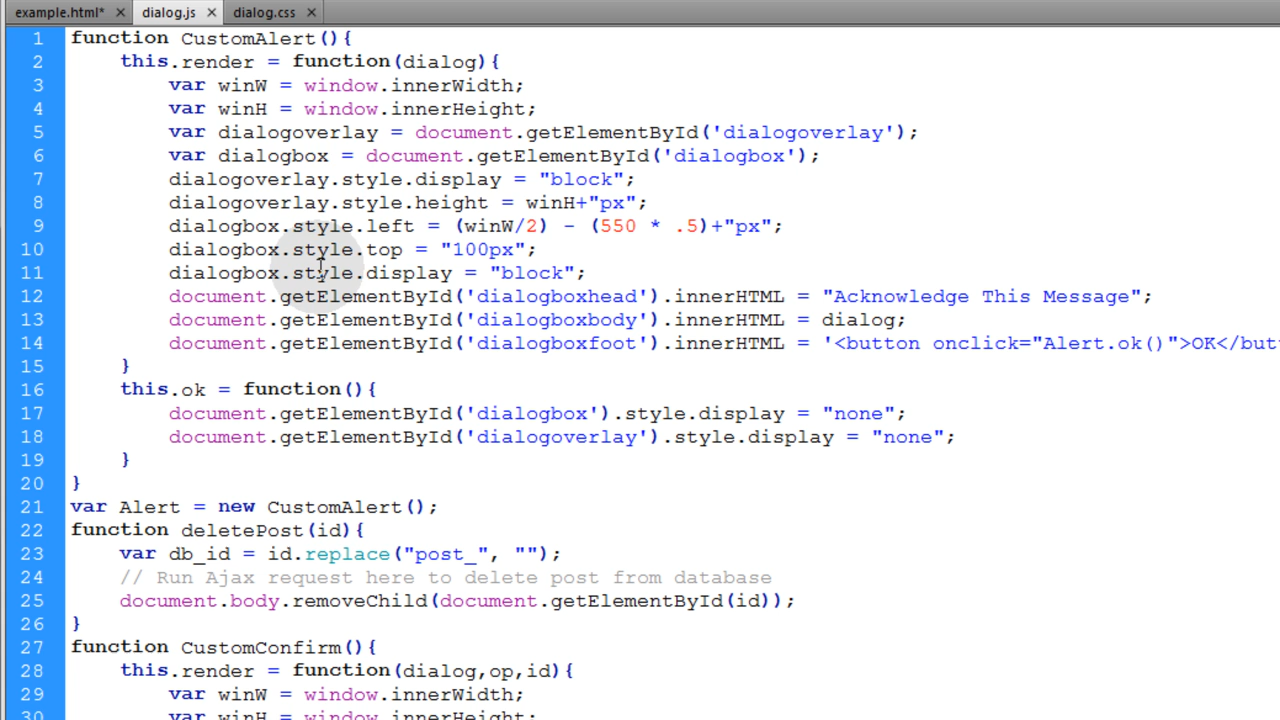 example.html* × dialog.js × dialog.css ×
1 function CustomAlert(){
2 this.render = function(dialog){
3 var winW = window.innerWidth;
4 var winH = window.innerHeight;
5 var dialogoverlay = document.getElementById('dialogoverlay');
6 var dialogbox = document.getElementById('dialogbox');
7 dialogoverlay.style.display = "block";
8 dialogoverlay.style.height = winH+"px";
9 dialogbox.style.left = (winW/2) - (550 * .5)+"px";
10 dialogbox.style.top = "100px";
11 dialogbox.style.display = "block";
12 document.getElementById('dialogboxhead').innerHTML = "Acknowledge This Message";
13 document.getElementById('dialogboxbody').innerHTML = dialog;
14 document.getElementById('dialogboxfoot').innerHTML = '<button onclick="Alert.ok()">OK</but
15 }
16 this.ok = function(){
17 document.getElementById('dialogbox').style.display = "none";
18 document.getElementById('dialogoverlay').style.display = "none";
19 }
20 }
21 var Alert = new CustomAlert();
22 function deletePost(id){
23 var db_id = id.replace("post_", "");
24 // Run Ajax request here to delete post from database
25 document.body.removeChild(document.getElementById(id));
26 }
27 function CustomConfirm(){
28 this.render = function(dialog,op,id){
29 var winW = window.innerWidth;
30 var winH = window.innerHeight;